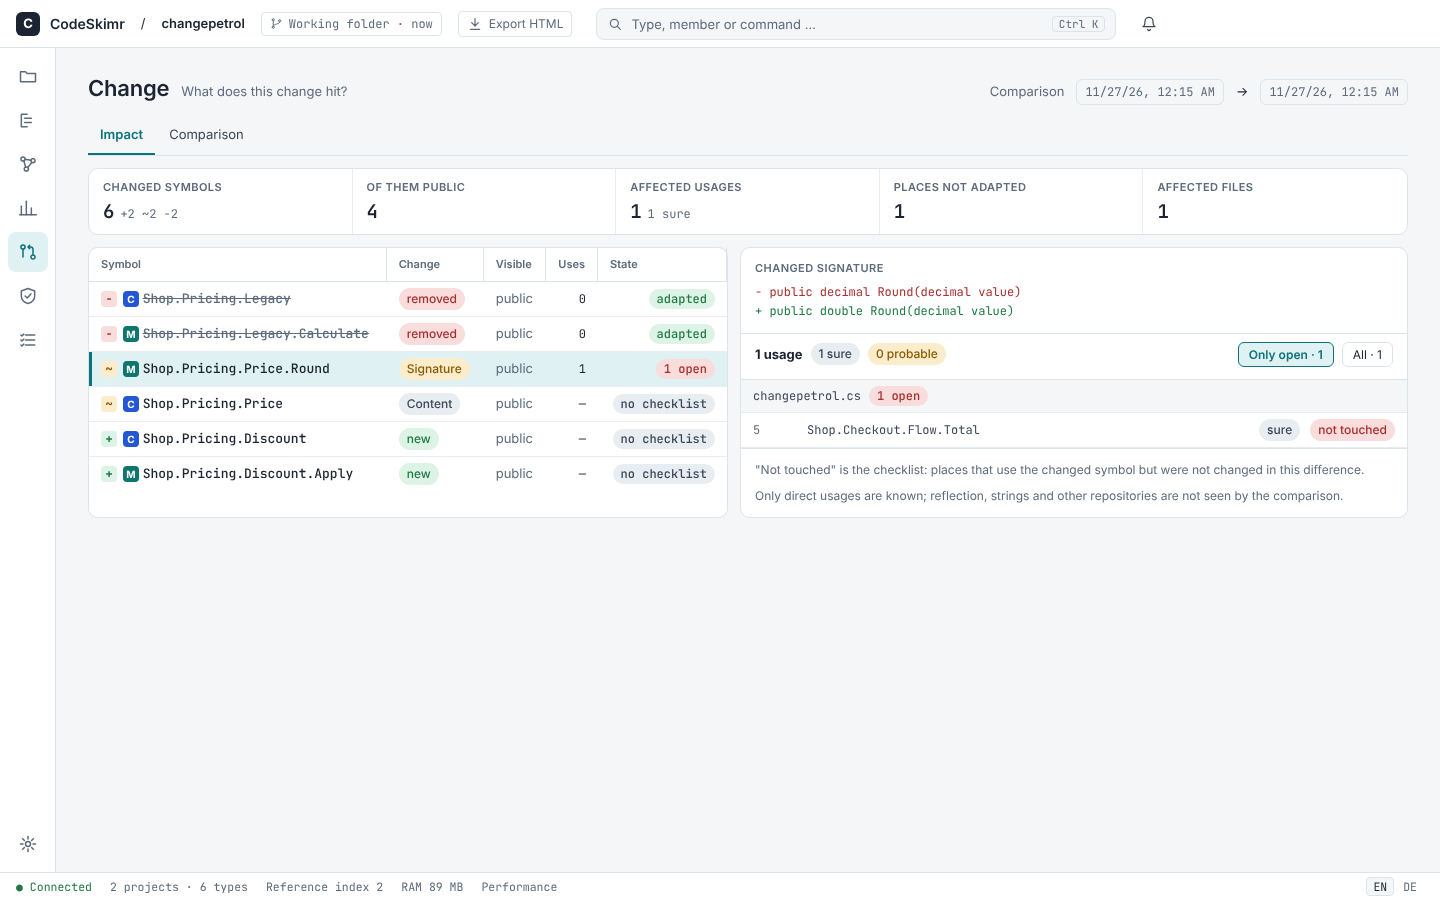 C CodeSkimr / changepetrol Working folder · now Export HTML Type, member or command ... Ctrl K
Change What does this change hit? Comparison 11/27/26, 12:15 AM → 11/27/26, 12:15 AM
Impact Comparison
CHANGED SYMBOLS OF THEM PUBLIC AFFECTED USAGES PLACES NOT ADAPTED AFFECTED FILES
6 +2 ~2 -2 4 1 1 sure 1 1
Symbol Change Visible Uses State
- C Shop.Pricing.Legacy removed public 0 adapted
- M Shop.Pricing.Legacy.Calculate removed public 0 adapted
~ M Shop.Pricing.Price.Round Signature public 1 1 open
~ C Shop.Pricing.Price Content public – no checklist
+ C Shop.Pricing.Discount new public – no checklist
+ M Shop.Pricing.Discount.Apply new public – no checklist
CHANGED SIGNATURE
- public decimal Round(decimal value)
+ public double Round(decimal value)
1 usage 1 sure 0 probable Only open · 1 All · 1
changepetrol.cs 1 open
5 Shop.Checkout.Flow.Total sure not touched
"Not touched" is the checklist: places that use the changed symbol but were not changed in this difference.
Only direct usages are known; reflection, strings and other repositories are not seen by the comparison.
● Connected 2 projects · 6 types Reference index 2 RAM 89 MB Performance EN DE